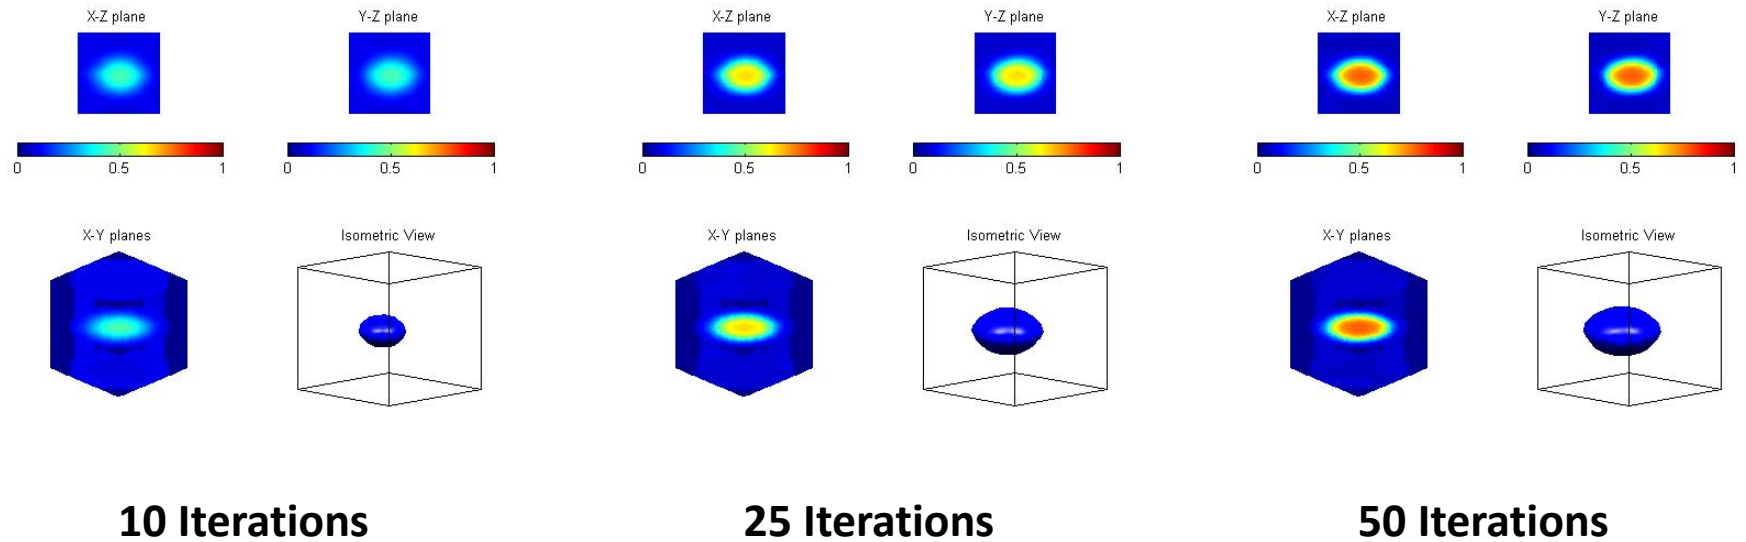 X-Z plane
Y-Z plane
X-Z plane
Y-Z plane
X-Z plane
Y-Z plane
0 0.5 1
0 0.5 1
0 0.5 1
0 0.5 1
0 0.5 1
0 0.5 1
X-Y planes
Isometric View
X-Y planes
Isometric View
X-Y planes
Isometric View
10 Iterations
25 Iterations
50 Iterations